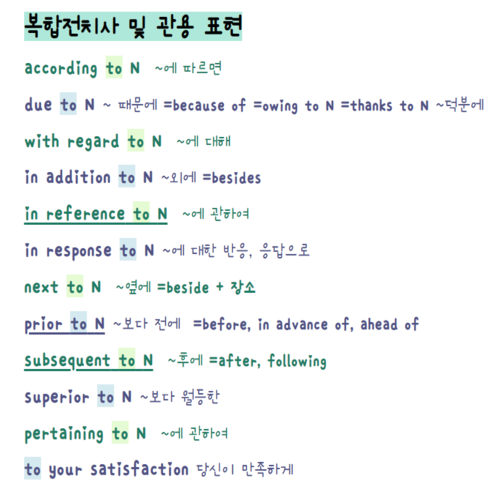 복합전치사 및 관용 표현
according to N ~에 따르면
due to N ~ 때문에 =because of =owing to N =thanks to N ~덕분에
with regard to N ~에 대해
in addition to N ~외에 =besides
in reference to N ~에 관하여
in response to N ~에 대한 반응, 응답으로
next to N ~옆에 =beside + 장소
prior to N ~보다 전에 =before, in advance of, ahead of
subsequent to N ~후에 =after, following
superior to N ~보다 월등한
pertaining to N ~에 관하여
to your satisfaction 당신이 만족하게